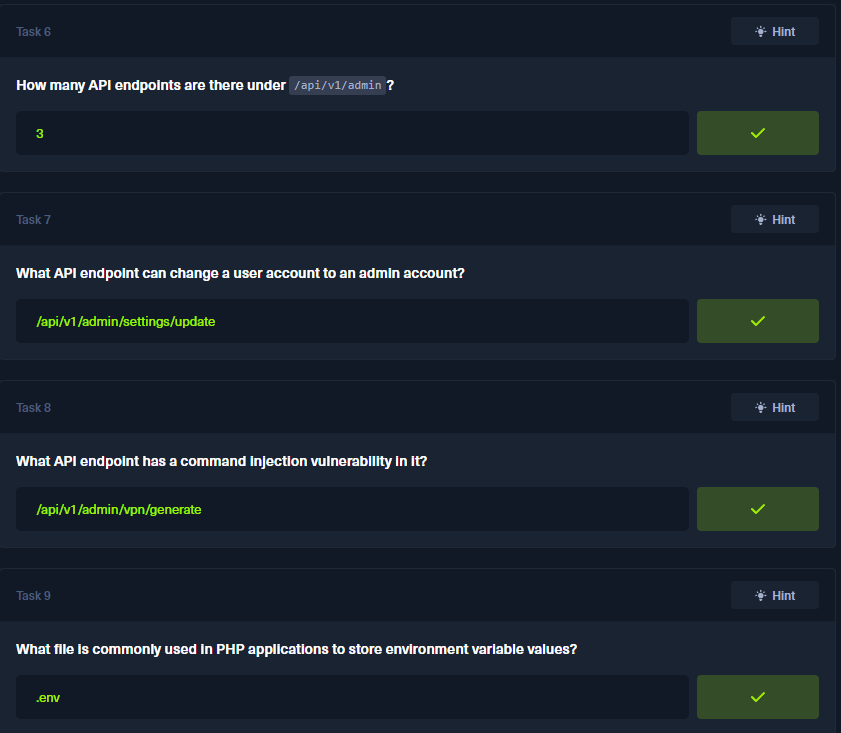 Task 6
Hint
How many API endpoints are there under /api/v1/admin ?
3
Task 7
Hint
What API endpoint can change a user account to an admin account?
/api/v1/admin/settings/update
Task 8
Hint
What API endpoint has a command injection vulnerability in it?
/api/v1/admin/vpn/generate
Task 9
Hint
What file is commonly used in PHP applications to store environment variable values?
.env